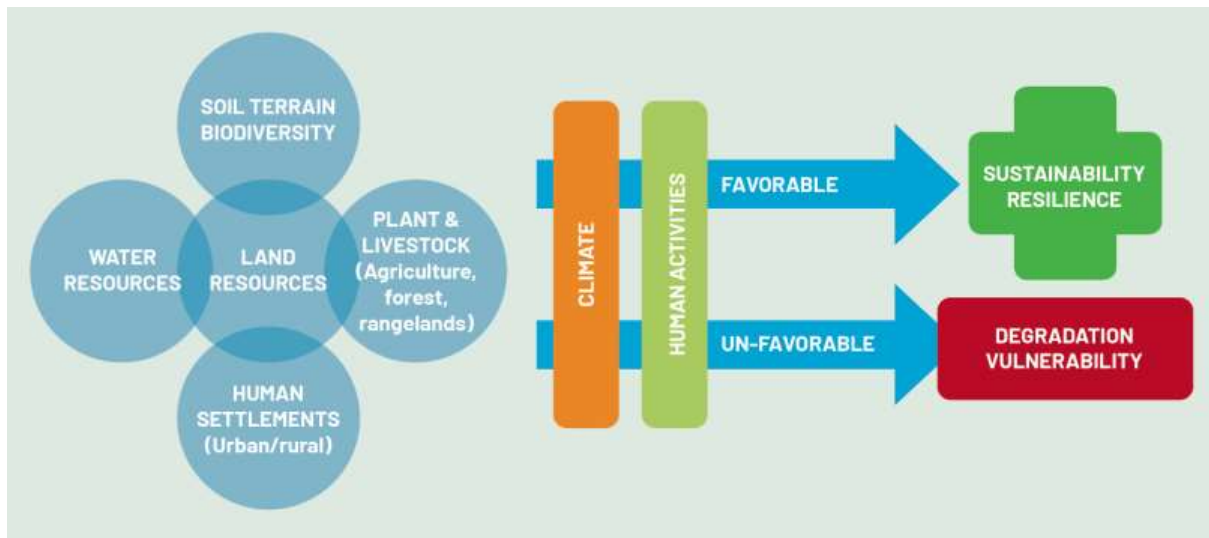 SOIL TERRAIN
BIODIVERSITY
WATER
RESOURCES
LAND
RESOURCES
PLANT &
LIVESTOCK
(Agriculture,
forest,
rangelands)
HUMAN
SETTLEMENTS
(Urban/rural)
CLIMATE
HUMAN ACTIVITIES
FAVORABLE
UN-FAVORABLE
SUSTAINABILITY
RESILIENCE
DEGRADATION
VULNERABILITY